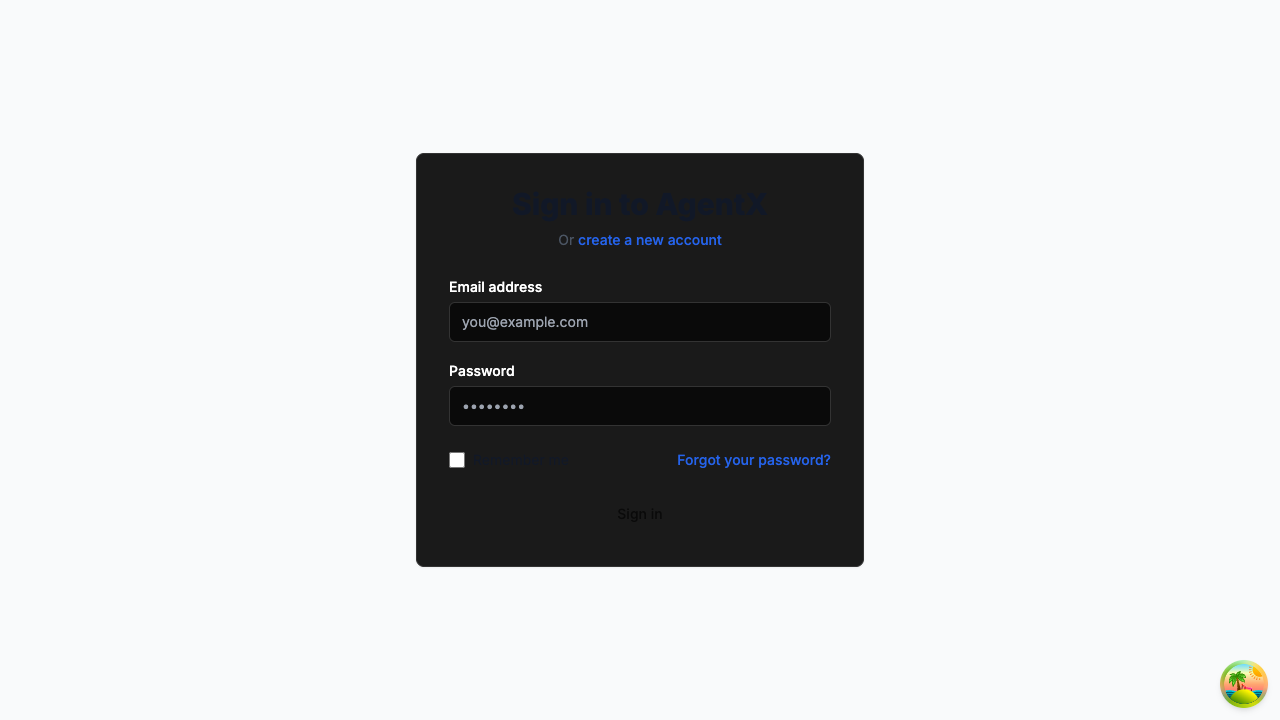 Sign in to AgentX
Or create a new account
Email address
you@example.com
Password
••••••••
Remember me
Forgot your password?
Sign in